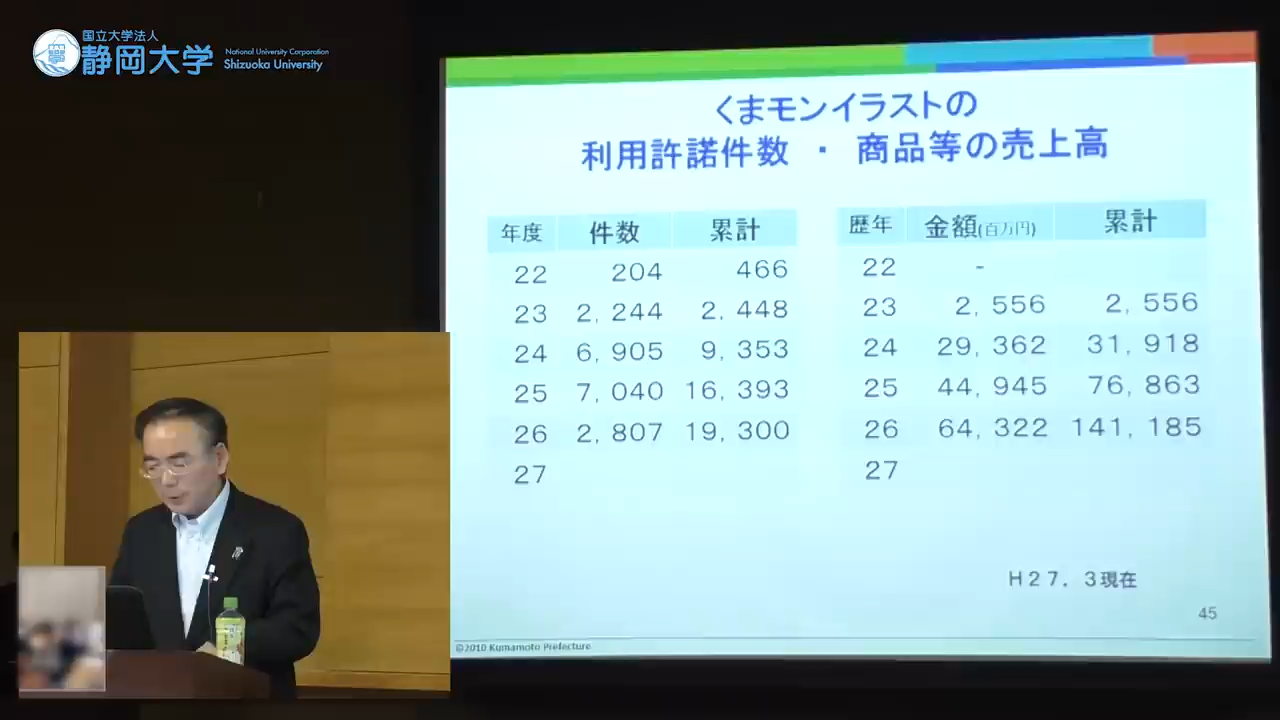 国立大学法人
静岡大学
National University Corporation
Shizuoka University
くまモンイラストの
利用許諾件数 ・ 商品等の売上高
年度 件数 累計
22 204 466
23 2,244 2,448
24 6,905 9,353
25 7,040 16,393
26 2,807 19,300
27
歴年 金額(百万円) 累計
22 -
23 2,556 2,556
24 29,362 31,918
25 44,945 76,863
26 64,322 141,185
27
H27.3現在
45
©2010 Kumamoto Prefecture